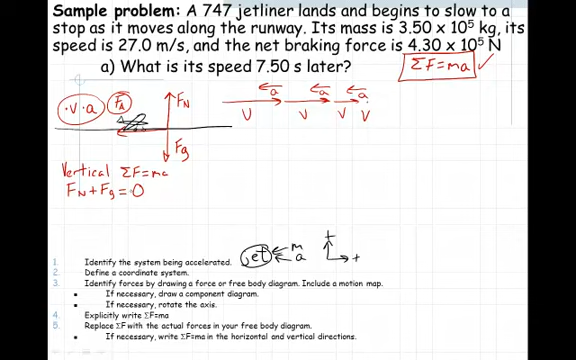 Sample problem: A 747 jetliner lands and begins to slow to a
stop as it moves along the runway. Its mass is 3.50 x 10⁵ kg, its
speed is 27.0 m/s, and the net braking force is 4.30 x 10⁵ N
a) What is its speed 7.50 s later?
ΣF=ma ✓
·v·a
F_A
F_N
F_g
a a a
v v v v
Vertical ΣF=ma
F_N+F_g=0
jet
m
a
+
+
1. Identify the system being accelerated.
2. Define a coordinate system.
3. Identify forces by drawing a force or free body diagram. Include a motion map.
• If necessary, draw a component diagram.
• If necessary, rotate the axis.
4. Explicitly write ΣF=ma
5. Replace ΣF with the actual forces in your free body diagram.
• If necessary, write ΣF=ma in the horizontal and vertical directions.